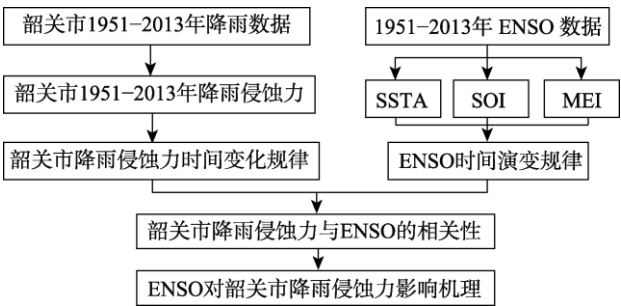 韶关市1951-2013年降雨数据
1951-2013年 ENSO 数据
韶关市1951-2013年降雨侵蚀力
SSTA
SOI
MEI
韶关市降雨侵蚀力时间变化规律
ENSO时间演变规律
韶关市降雨侵蚀力与ENSO的相关性
ENSO对韶关市降雨侵蚀力影响机理